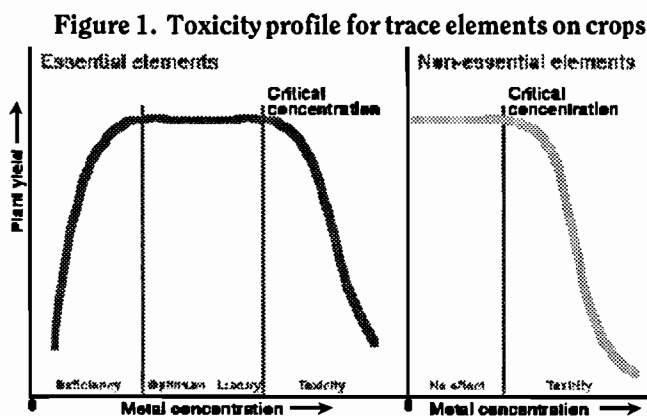 Figure 1. Toxicity profile for trace elements on crops
Essential elements
Non-essential elements
Critical
concentration
Critical
concentration
Plant yield
Deficiency
Optimum
Luxury
Toxicity
No effect
Toxicity
0
Metal concentration
0
Metal concentration